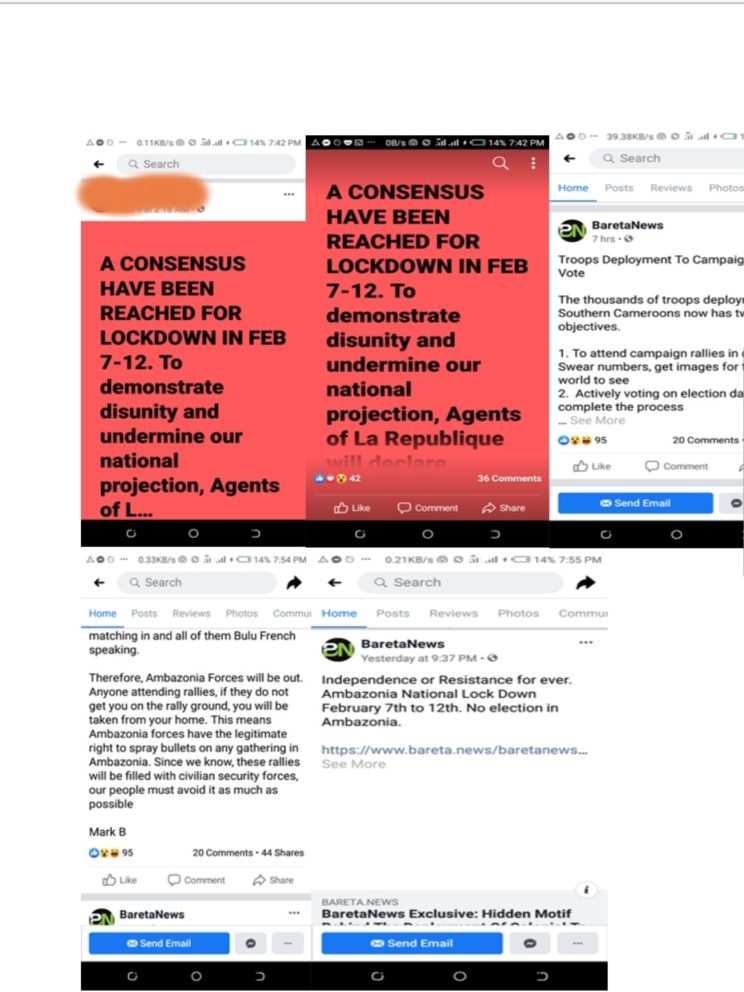 0.11KB/s 14% 7:42 PM
Search
A CONSENSUS
HAVE BEEN
REACHED FOR
LOCKDOWN IN FEB
7-12. To
demonstrate
disunity and
undermine our
national
projection, Agents
of L...
0B/s 14% 7:42 PM
A CONSENSUS
HAVE BEEN
REACHED FOR
LOCKDOWN IN FEB
7-12. To
demonstrate
disunity and
undermine our
national
projection, Agents
of La Republique
will declare
42
36 Comments
Like Comment Share
39.38KB/s
Search
Home Posts Reviews Photos
BaretaNews
7 hrs
Troops Deployment To Campaig
Vote
The thousands of troops deploy
Southern Cameroons now has tw
objectives.
1. To attend campaign rallies in
Swear numbers, get images for
world to see
2. Actively voting on election da
complete the process
... See More
95
20 Comments
Like Comment
Send Email
0.33KB/s 14% 7:54 PM
Search
Home Posts Reviews Photos Commu
matching in and all of them Bulu French
speaking.
Therefore, Ambazonia Forces will be out.
Anyone attending rallies, if they do not
get you on the rally ground, you will be
taken from your home. This means
Ambazonia forces have the legitimate
right to spray bullets on any gathering in
Ambazonia. Since we know, these rallies
will be filled with civilian security forces,
our people must avoid it as much as
possible
Mark B
95
20 Comments • 44 Shares
Like Comment Share
BaretaNews
Send Email
0.21KB/s 14% 7:55 PM
Search
Home Posts Reviews Photos Commu
BaretaNews
Yesterday at 9:37 PM
Independence or Resistance for ever.
Ambazonia National Lock Down
February 7th to 12th. No election in
Ambazonia.
https://www.bareta.news/baretanews...
See More
BARETA.NEWS
BaretaNews Exclusive: Hidden Motif
Send Email